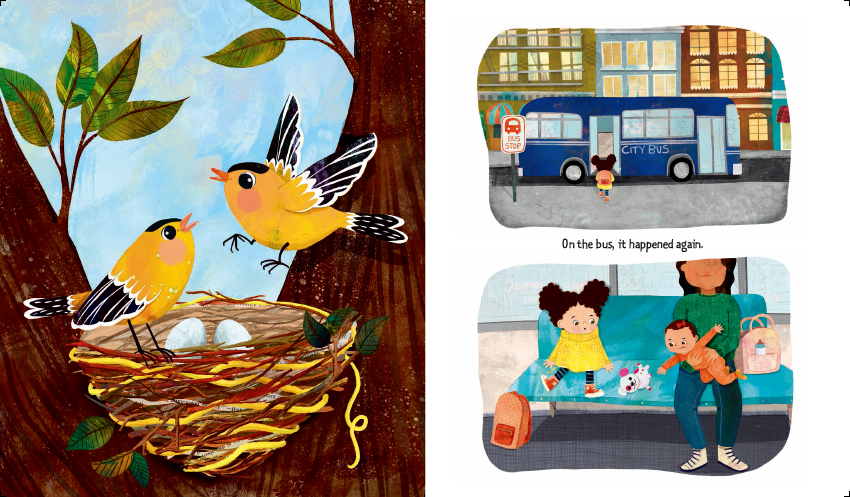 BUS
STOP
CITY BUS
On the bus, it happened again.